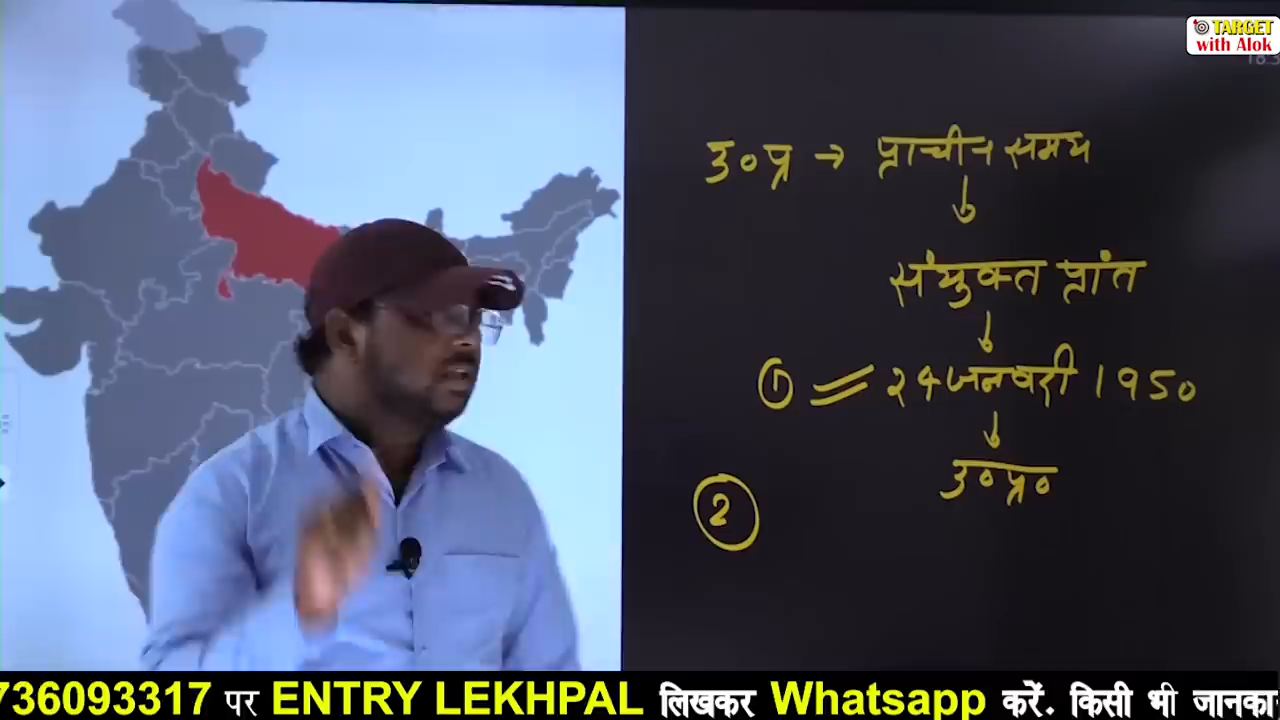 TARGET
with Alok
उ०प्र → प्राचीन समय
↓
संयुक्त प्रांत
↓
① = २४ जनवरी 1950
↓
उ०प्र०
②
736093317 पर ENTRY LEKHPAL लिखकर Whatsapp करें. किसी भी जानका